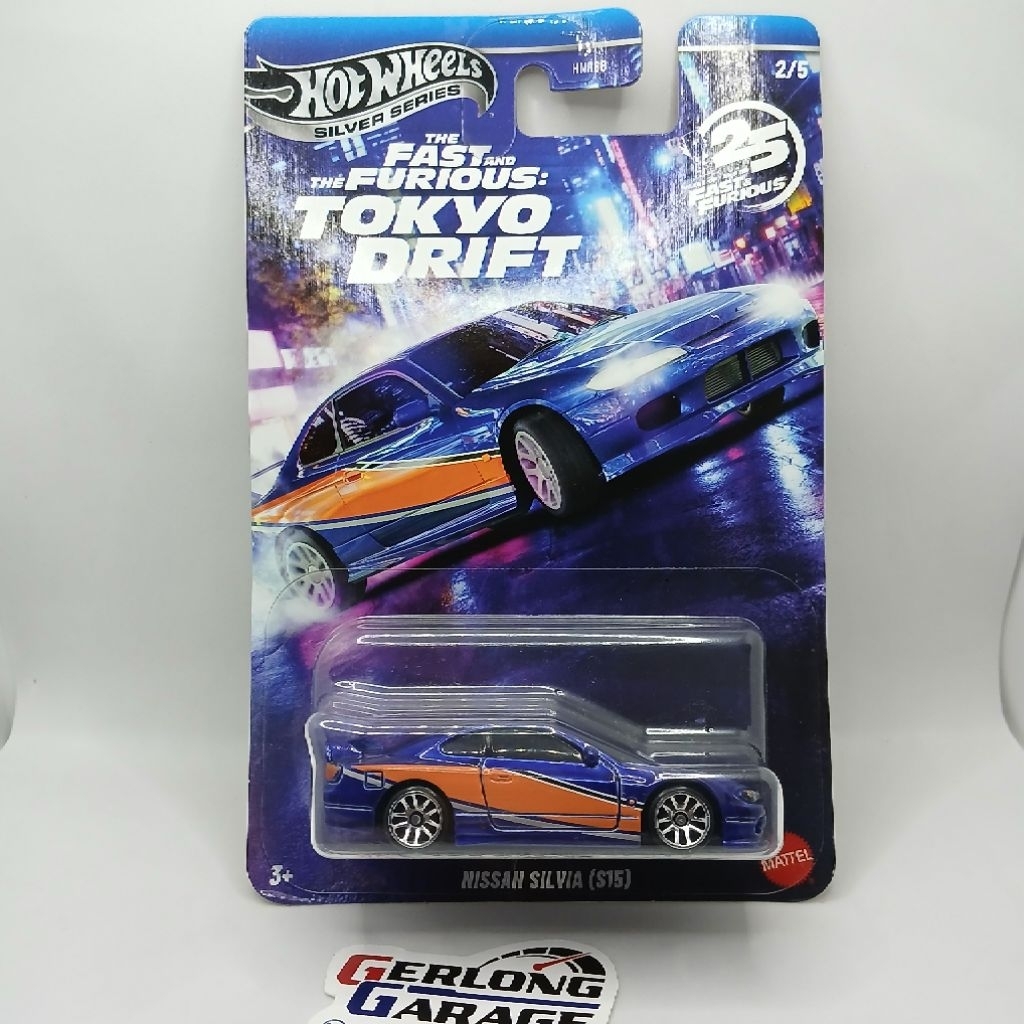 HOT WHEELS
SILVER SERIES
2/5
THE
FAST AND
THE FURIOUS:
TOKYO
DRIFT
25
FAST &
FURIOUS
3+
NISSAN SILVIA (S15)
MATTEL
GERLONG
GARAGE